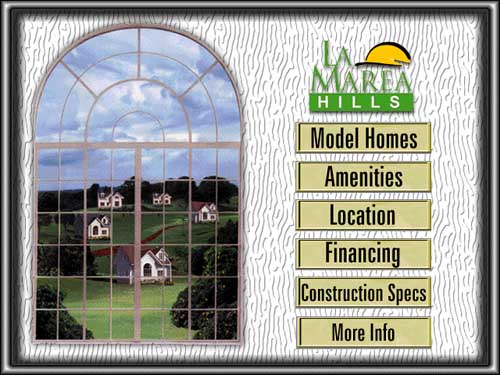 LA
MAREA
HILLS
Model Homes
Amenities
Location
Financing
Construction Specs
More Info